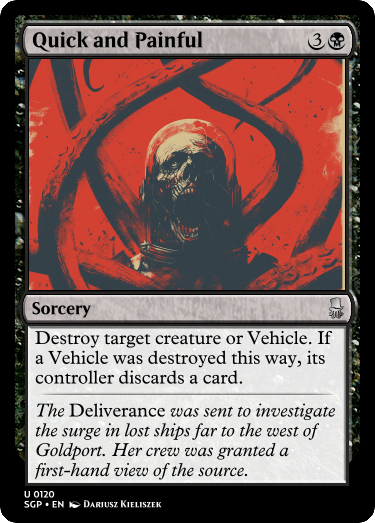 Quick and Painful 3
Sorcery
Destroy target creature or Vehicle. If
a Vehicle was destroyed this way, its
controller discards a card.
The Deliverance was sent to investigate
the surge in lost ships far to the west of
Goldport. Her crew was granted a
first-hand view of the source.
U 0120
SGP • EN Dariusz Kieliszek